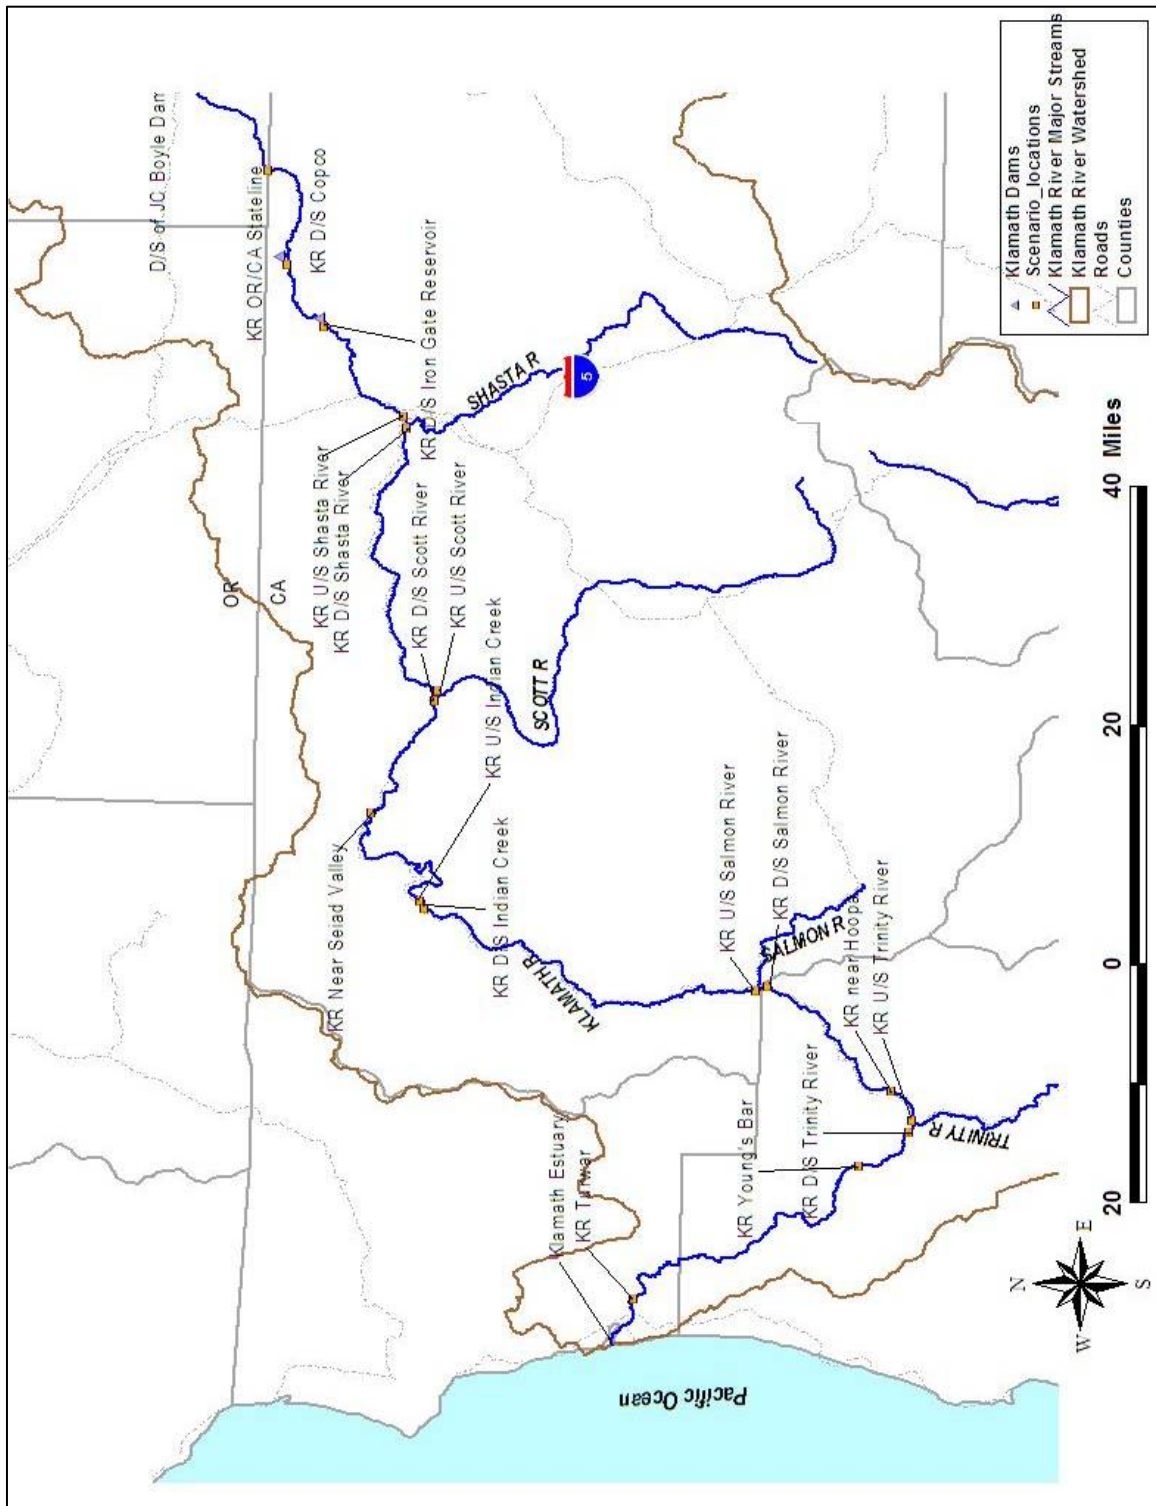 D/S of JC Boyle Dam
KR OR/CA Stateline
KR D/S Copco
KR D/S Iron Gate Reservoir
OR
CA
KR U/S Shasta River
KR D/S Shasta River
SHASTA R
5
KR D/S Scott River
KR U/S Scott River
SCOTT R
KR U/S Indian Creek
KR Near Seiad Valley
KR D/S Indian Creek
KLAMATH R
KR U/S Salmon River
KR D/S Salmon River
SALMON R
KR near Hoopa
KR U/S Trinity River
KR D/S Trinity River
TRINITY R
KR Young's Bar
Klamath Estuary
KR Turwar
Pacific Ocean
N
W
E
S
20
0
20
40 Miles
Klamath Dams
Scenario_locations
Klamath River Major Streams
Klamath River Watershed
Roads
Counties